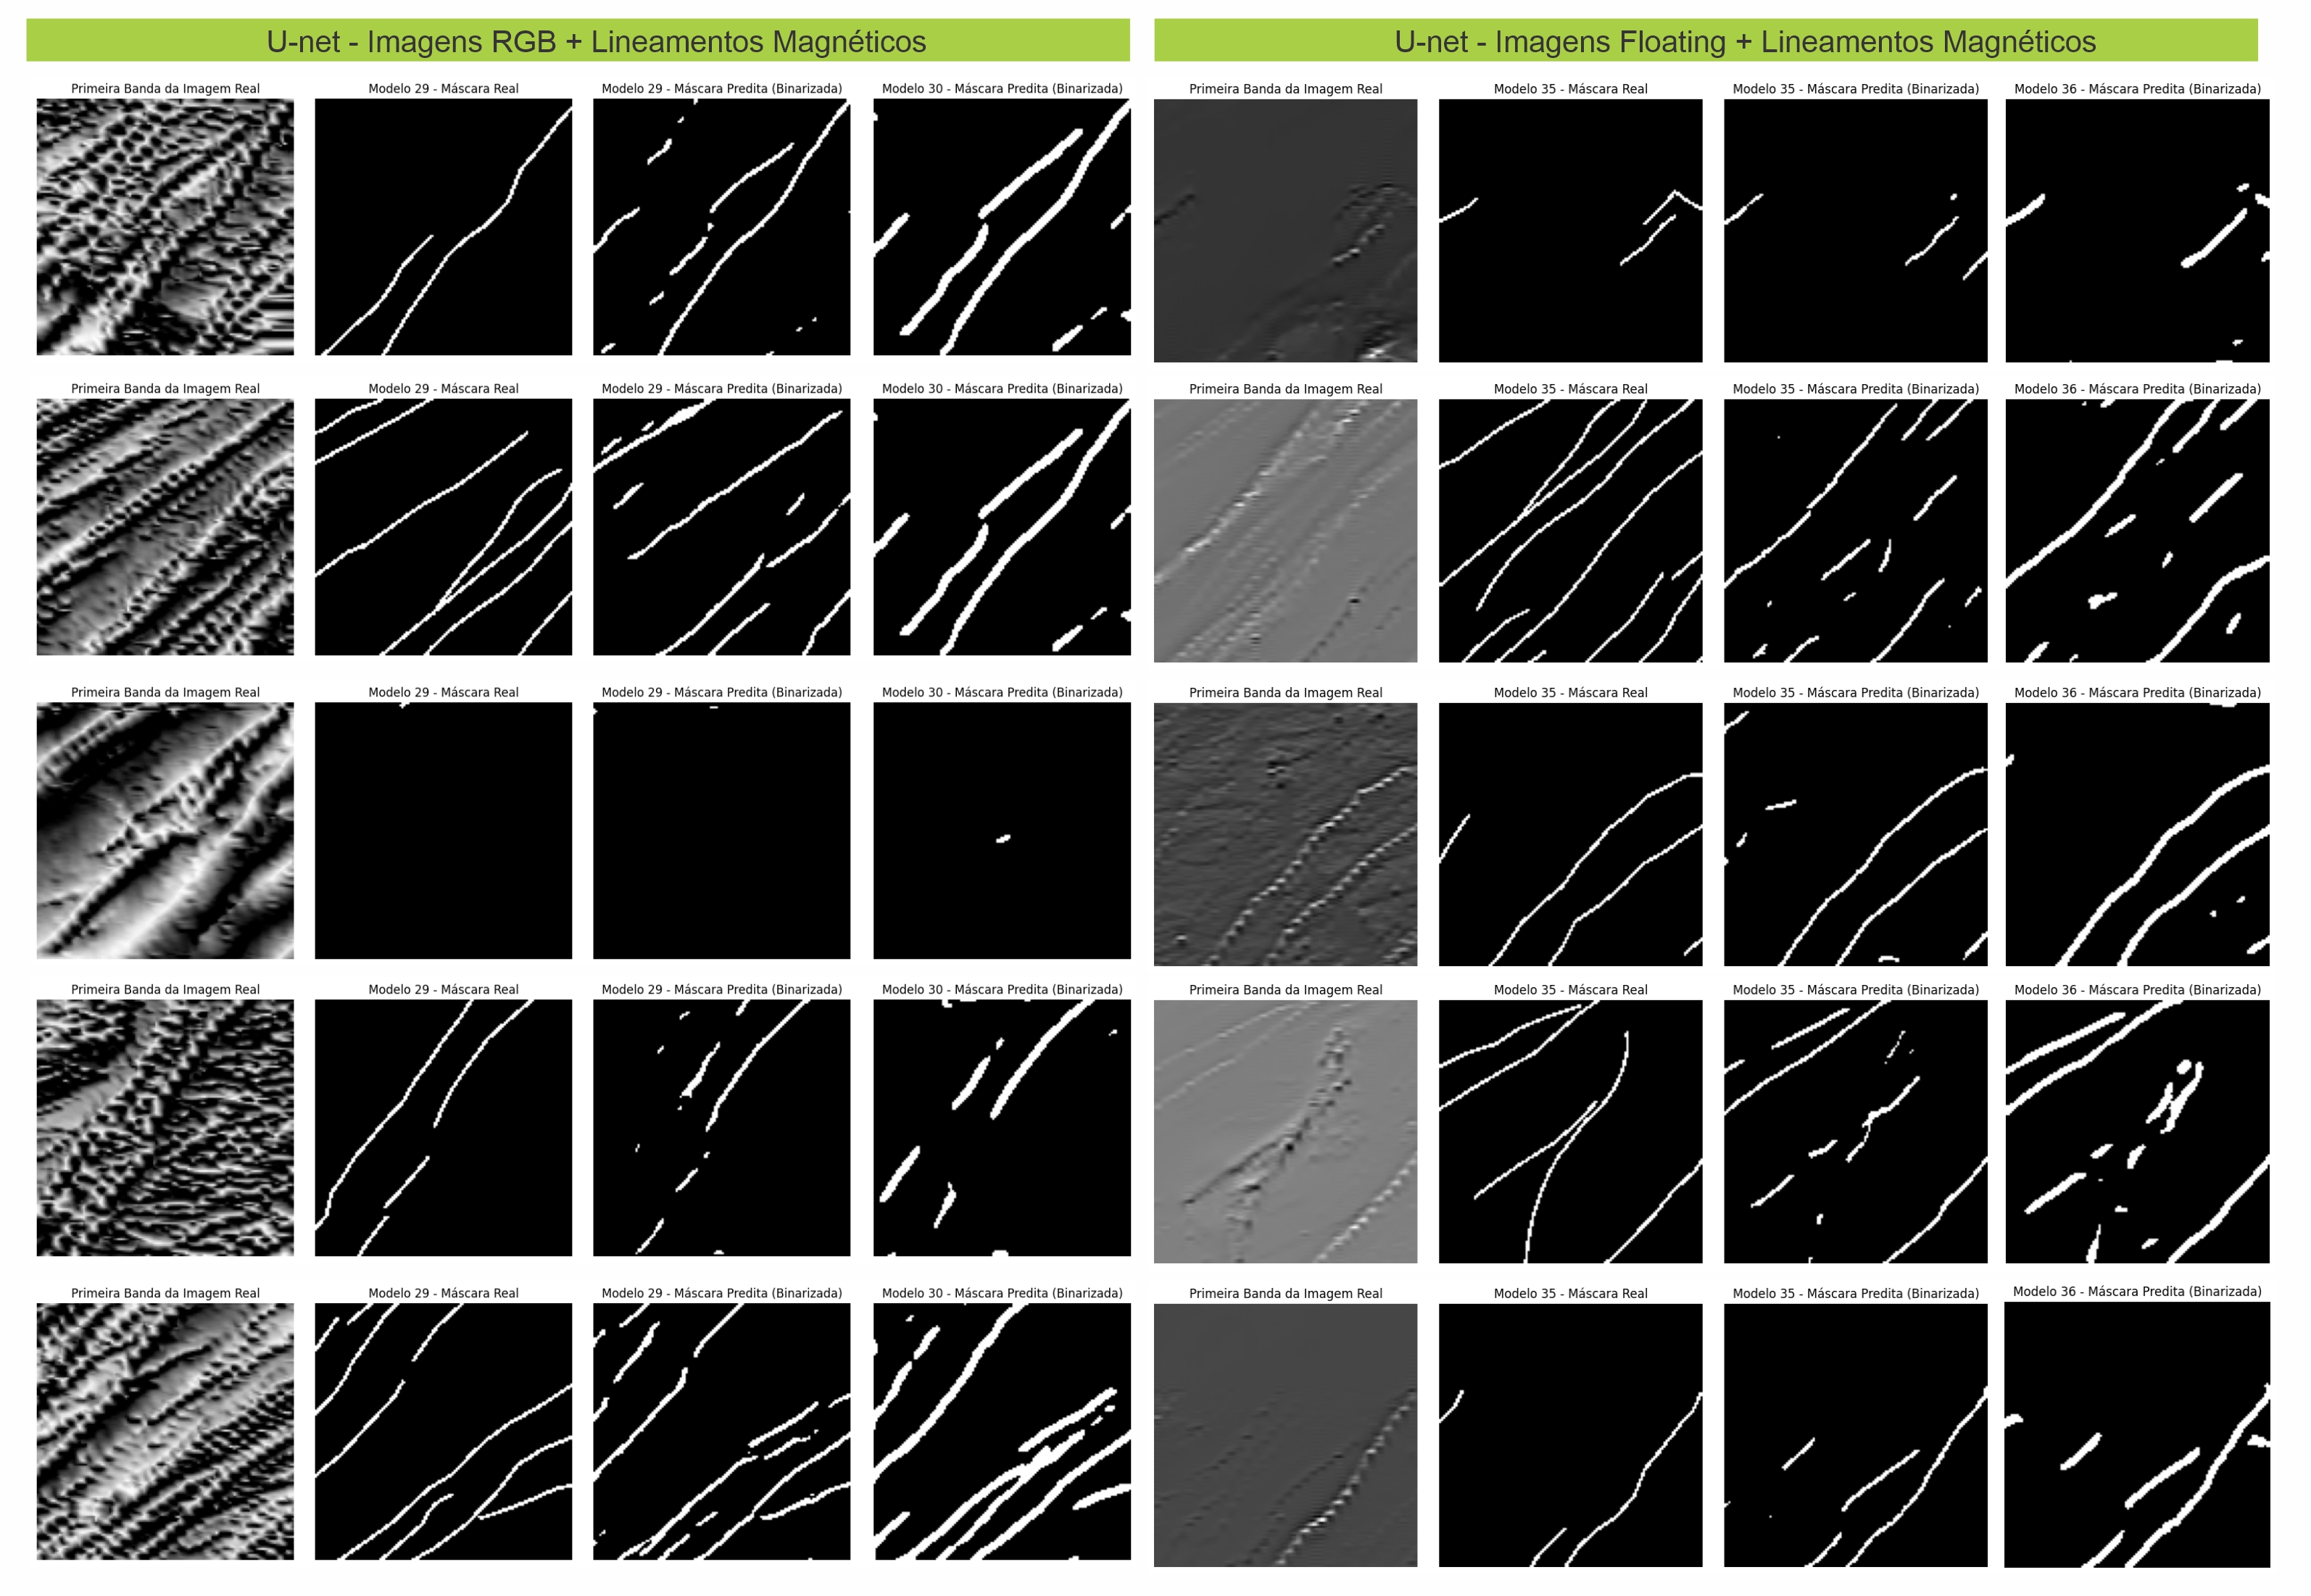 U-net - Imagens RGB + Lineamentos Magnéticos
U-net - Imagens Floating + Lineamentos Magnéticos
Primeira Banda da Imagem Real
Modelo 29 - Máscara Real
Modelo 29 - Máscara Predita (Binarizada)
Modelo 30 - Máscara Predita (Binarizada)
Primeira Banda da Imagem Real
Modelo 35 - Máscara Real
Modelo 35 - Máscara Predita (Binarizada)
Modelo 36 - Máscara Predita (Binarizada)
Primeira Banda da Imagem Real
Modelo 29 - Máscara Real
Modelo 29 - Máscara Predita (Binarizada)
Modelo 30 - Máscara Predita (Binarizada)
Primeira Banda da Imagem Real
Modelo 35 - Máscara Real
Modelo 35 - Máscara Predita (Binarizada)
Modelo 36 - Máscara Predita (Binarizada)
Primeira Banda da Imagem Real
Modelo 29 - Máscara Real
Modelo 29 - Máscara Predita (Binarizada)
Modelo 30 - Máscara Predita (Binarizada)
Primeira Banda da Imagem Real
Modelo 35 - Máscara Real
Modelo 35 - Máscara Predita (Binarizada)
Modelo 36 - Máscara Predita (Binarizada)
Primeira Banda da Imagem Real
Modelo 29 - Máscara Real
Modelo 29 - Máscara Predita (Binarizada)
Modelo 30 - Máscara Predita (Binarizada)
Primeira Banda da Imagem Real
Modelo 35 - Máscara Real
Modelo 35 - Máscara Predita (Binarizada)
Modelo 36 - Máscara Predita (Binarizada)
Primeira Banda da Imagem Real
Modelo 29 - Máscara Real
Modelo 29 - Máscara Predita (Binarizada)
Modelo 30 - Máscara Predita (Binarizada)
Primeira Banda da Imagem Real
Modelo 35 - Máscara Real
Modelo 35 - Máscara Predita (Binarizada)
Modelo 36 - Máscara Predita (Binarizada)